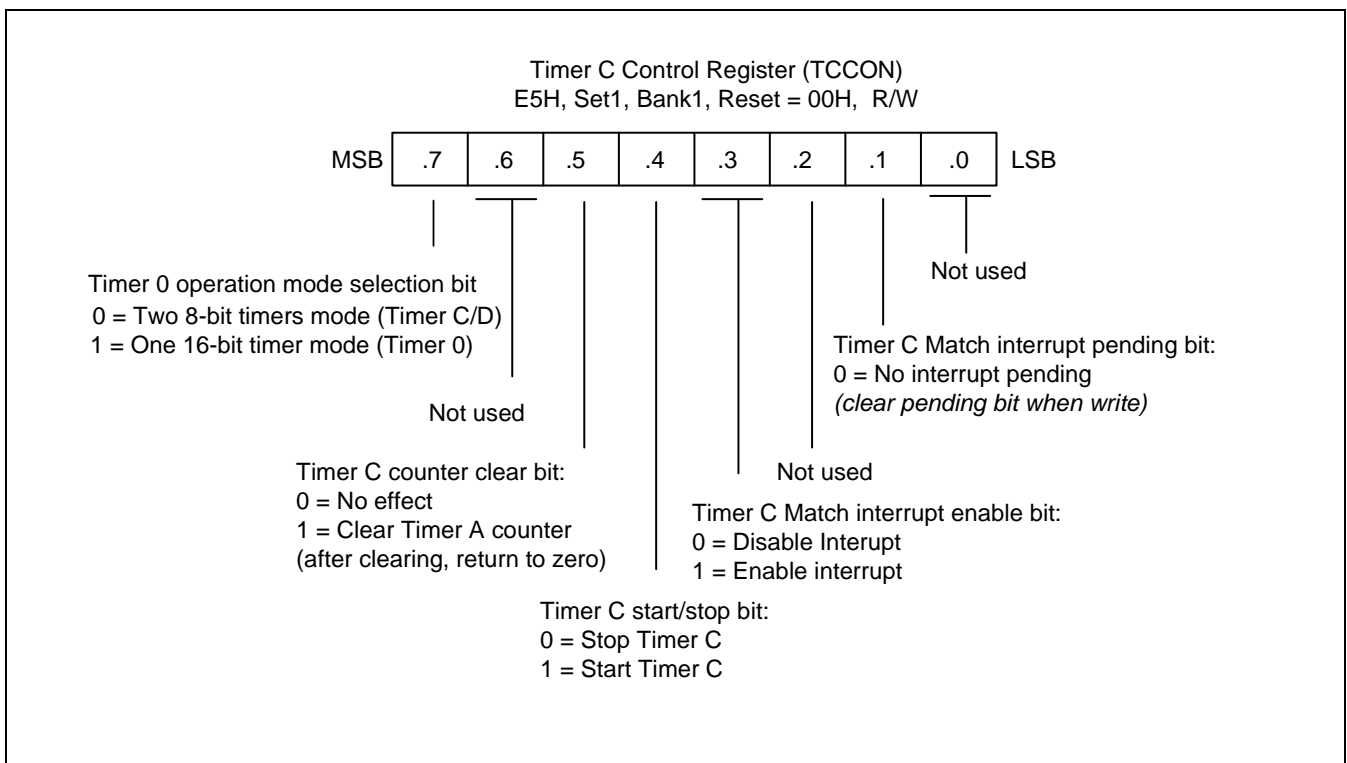 Timer C Control Register (TCCON)
E5H, Set1, Bank1, Reset = 00H, R/W
MSB .7 .6 .5 .4 .3 .2 .1 .0 LSB
Not used
Timer 0 operation mode selection bit
0 = Two 8-bit timers mode (Timer C/D)
1 = One 16-bit timer mode (Timer 0)
Timer C Match interrupt pending bit:
0 = No interrupt pending
(clear pending bit when write)
Not used
Timer C counter clear bit:
0 = No effect
1 = Clear Timer A counter
(after clearing, return to zero)
Not used
Timer C Match interrupt enable bit:
0 = Disable Interupt
1 = Enable interrupt
Timer C start/stop bit:
0 = Stop Timer C
1 = Start Timer C